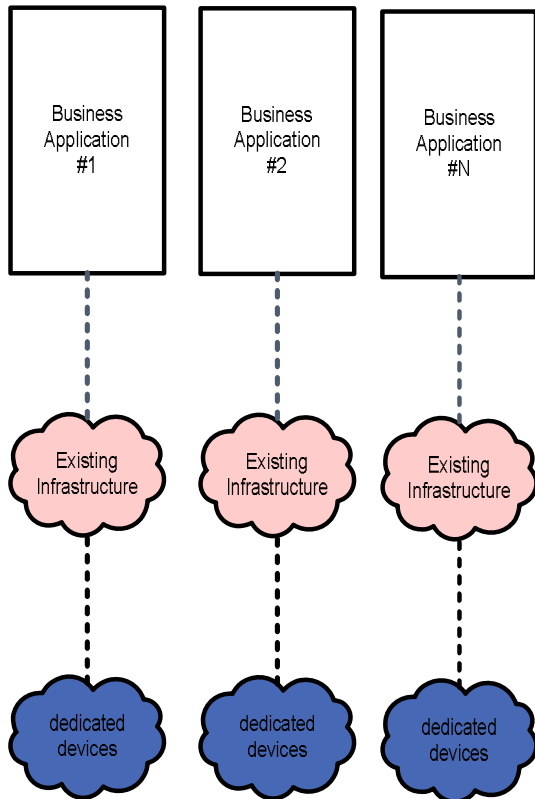 Business
Application
#1
Business
Application
#2
Business
Application
#N
Existing
Infrastructure
Existing
Infrastructure
Existing
Infrastructure
dedicated
devices
dedicated
devices
dedicated
devices